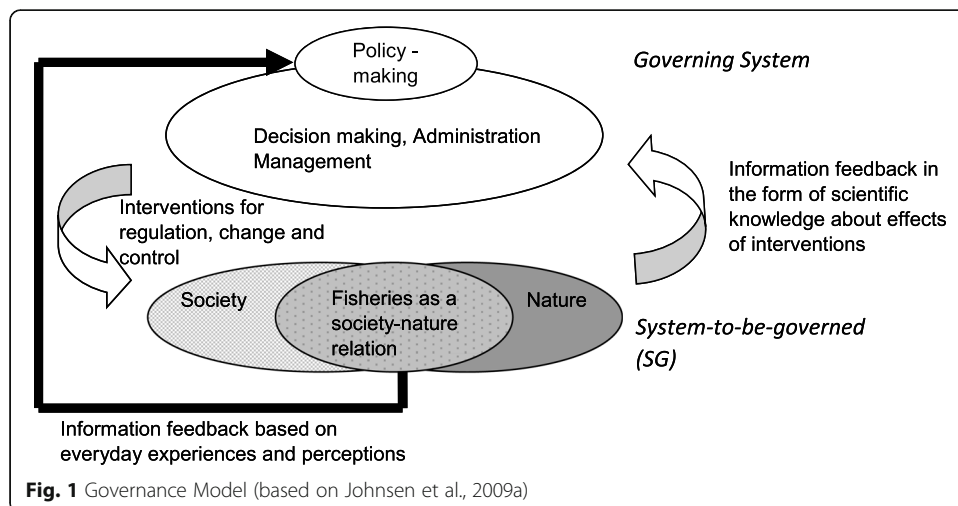 Policy -
making
Governing System
Decision making, Administration
Management
Information feedback in
the form of scientific
knowledge about effects
of interventions
Interventions for
regulation, change and
control
Society
Fisheries as a
society-nature
relation
Nature
System-to-be-governed
(SG)
Information feedback based on
everyday experiences and perceptions
Fig. 1 Governance Model (based on Johnsen et al., 2009a)